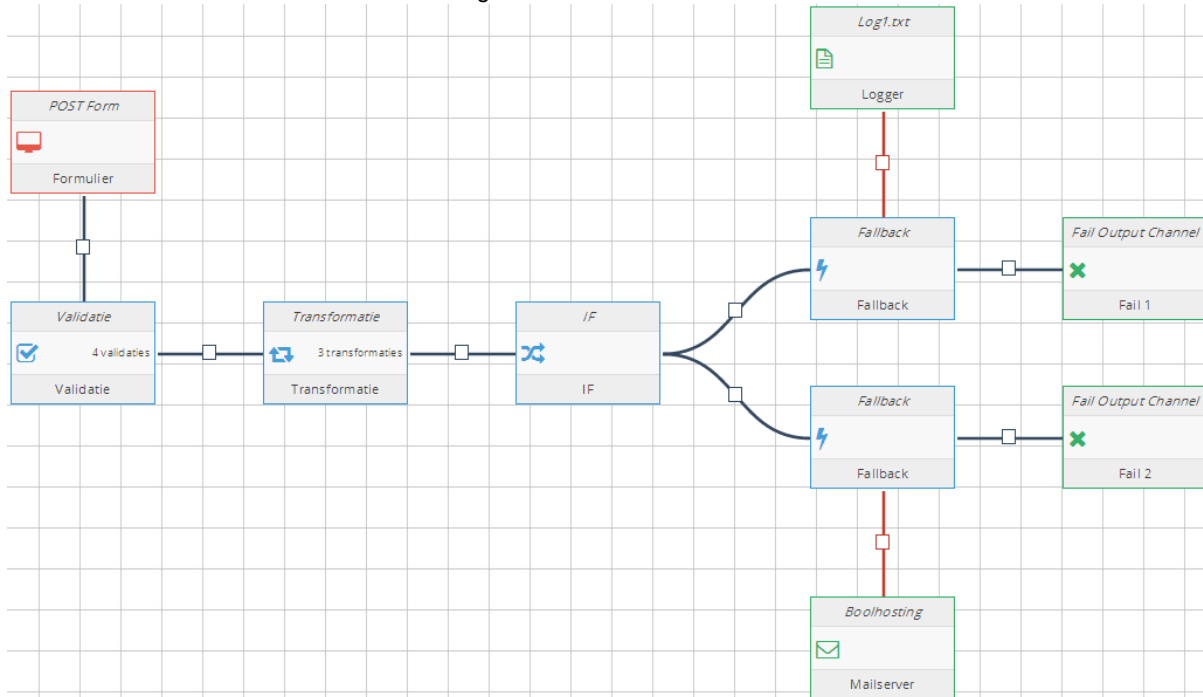 Log1.txt
Logger
POST Form
Formulier
Fallback
Fallback
Fail Output Channel
Fail 1
Validatie
4 validaties
Validatie
Transformatie
3 transformaties
Transformatie
IF
IF
Fallback
Fallback
Fail Output Channel
Fail 2
Boolhosting
Mailserver